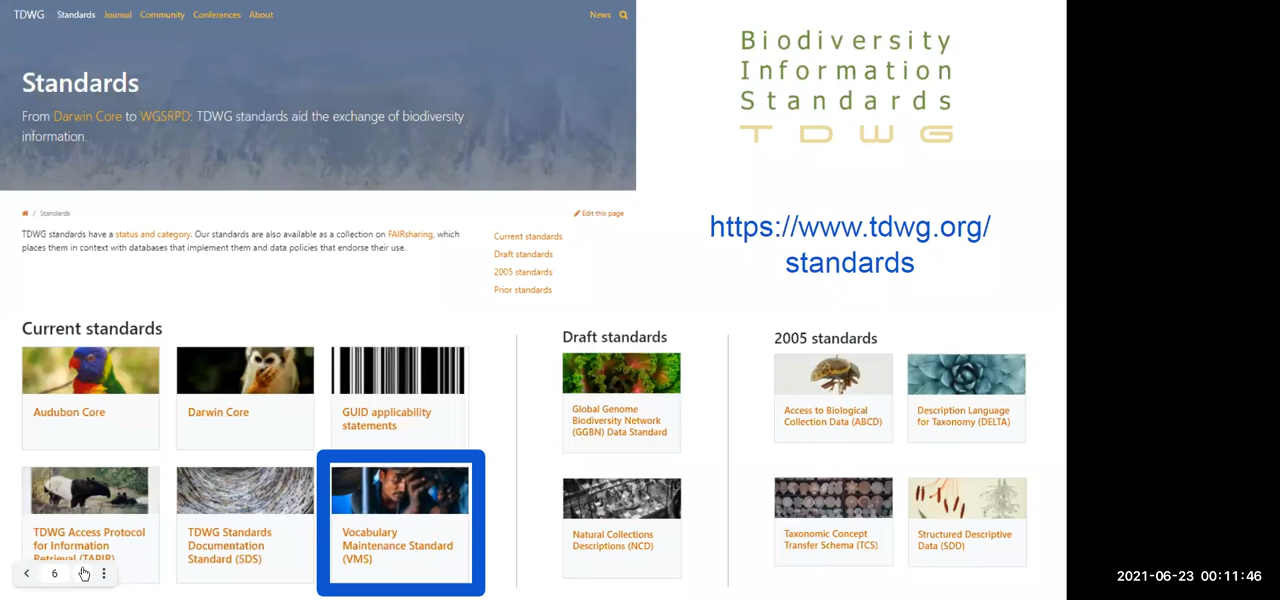 TDWG Standards Journal Community Conferences About News
Standards
From Darwin Core to WGSRPD: TDWG standards aid the exchange of biodiversity
information.
Biodiversity
Information
Standards
TDWG
/ Standards
Edit this page
TDWG standards have a status and category. Our standards are also available as a collection on FAIRsharing, which
places them in context with databases that implement them and data policies that endorse their use.
Current standards
Draft standards
2005 standards
Prior standards
https://www.tdwg.org/
standards
Current standards
Audubon Core
Darwin Core
GUID applicability
statements
TDWG Access Protocol
for Information
Retrieval (TAPIR)
TDWG Standards
Documentation
Standard (SDS)
Vocabulary
Maintenance Standard
(VMS)
Draft standards
Global Genome
Biodiversity Network
(GGBN) Data Standard
Natural Collections
Descriptions (NCD)
2005 standards
Access to Biological
Collection Data (ABCD)
Description Language
for Taxonomy (DELTA)
Taxonomic Concept
Transfer Schema (TCS)
Structured Descriptive
Data (SDD)
6
2021-06-23 00:11:46